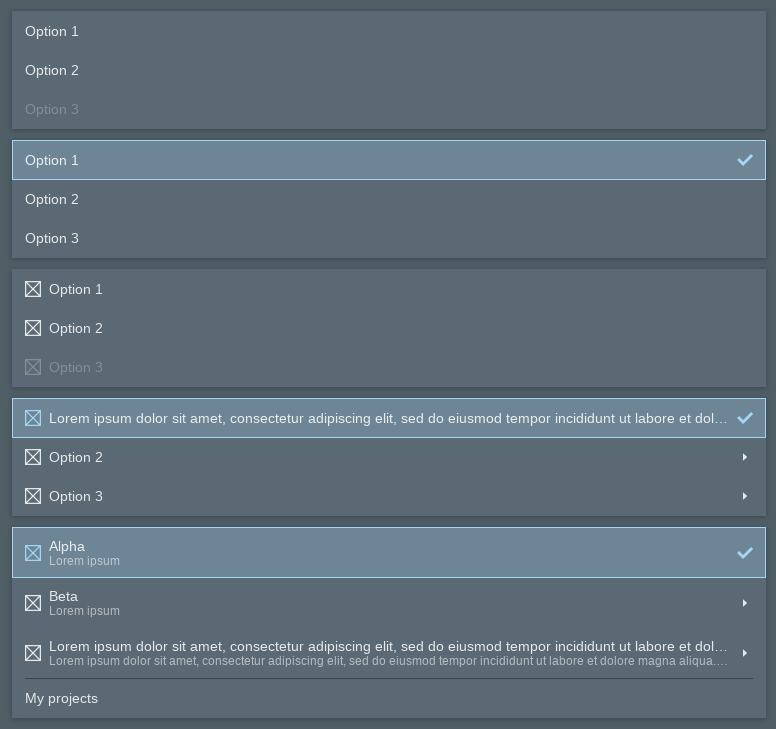 Option 1
Option 2
Option 3
Option 1
Option 2
Option 3
Option 1
Option 2
Option 3
Lorem ipsum dolor sit amet, consectetur adipiscing elit, sed do eiusmod tempor incididunt ut labore et dol…
Option 2
Option 3
Alpha
Lorem ipsum
Beta
Lorem ipsum
Lorem ipsum dolor sit amet, consectetur adipiscing elit, sed do eiusmod tempor incididunt ut labore et dol…
Lorem ipsum dolor sit amet, consectetur adipiscing elit, sed do eiusmod tempor incididunt ut labore et dolore magna aliqua.…
My projects